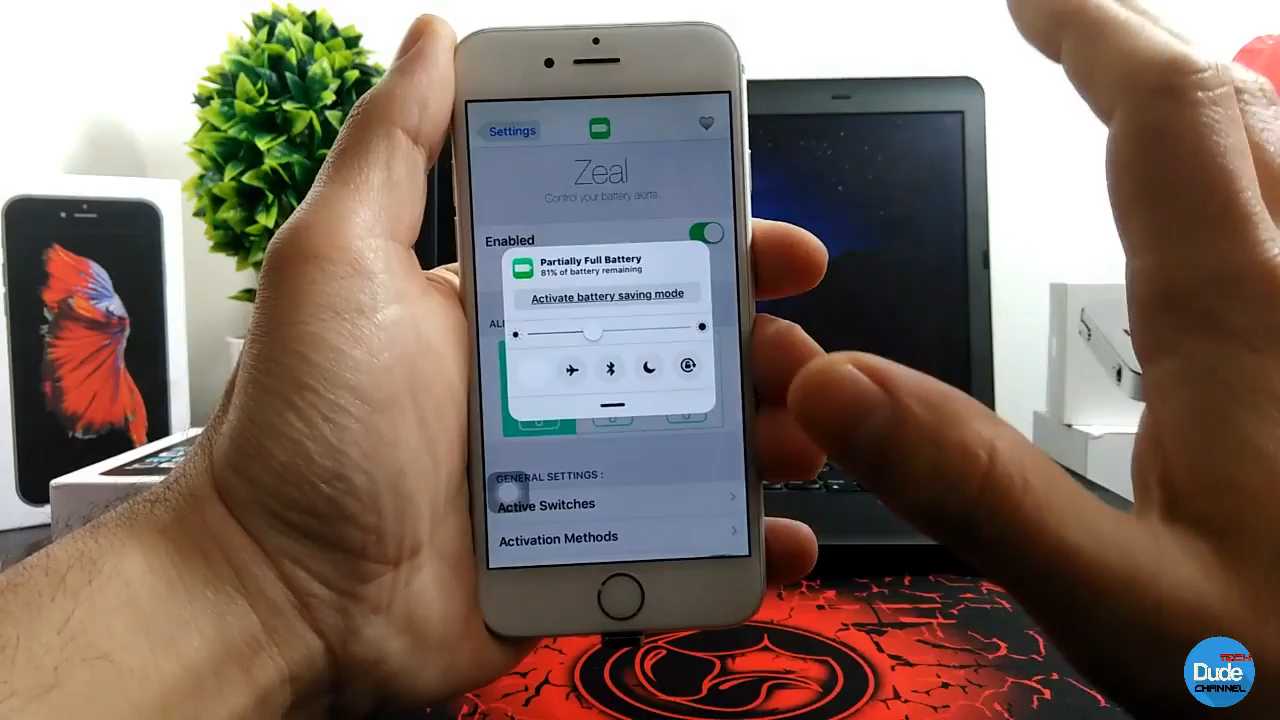 Settings
Zeal
Control your battery alerts.
Enabled
Partially Full Battery
81% of battery remaining
Activate battery saving mode
GENERAL SETTINGS :
Active Switches
Activation Methods
TECH
Dude
CHANNEL